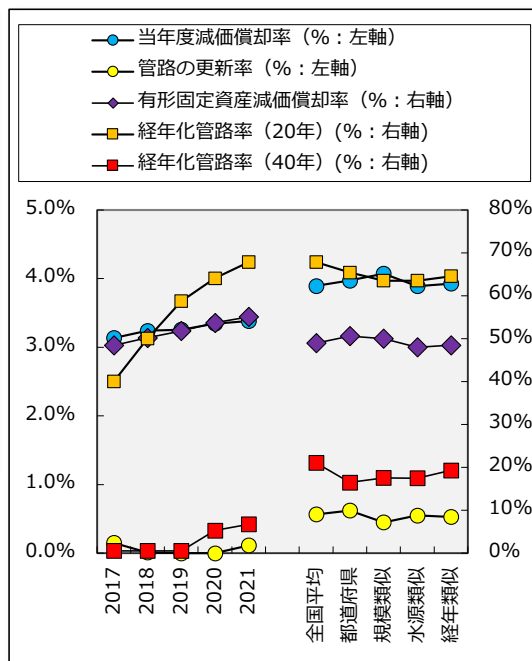 当年度減価償却率（%：左軸）
管路の更新率（%：左軸）
有形固定資産減価償却率（%：右軸）
経年化管路率（20年）(%：右軸)
経年化管路率（40年）(%：右軸)
5.0%
4.0%
3.0%
2.0%
1.0%
0.0%
80%
70%
60%
50%
40%
30%
20%
10%
0%
2017
2018
2019
2020
2021
全国平均
都道府県
規模類似
水源類似
経年類似